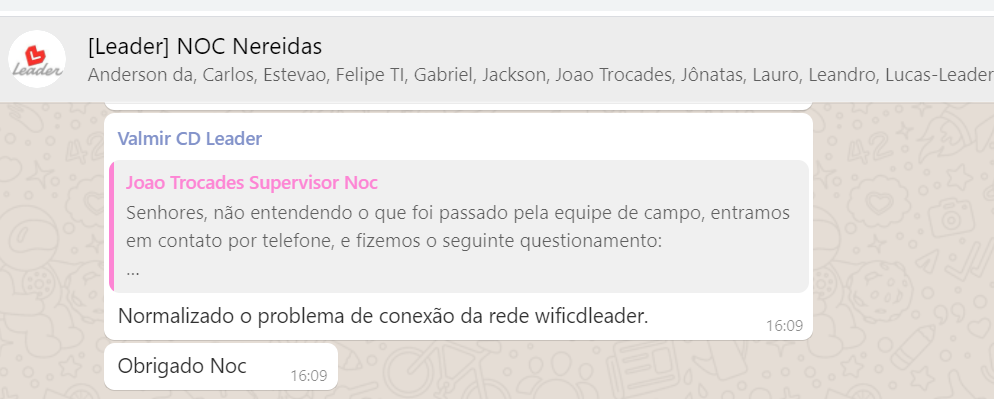 [Leader] NOC Nereidas
Leader
Anderson da, Carlos, Estevao, Felipe TI, Gabriel, Jackson, Joao Trocades, Jônatas, Lauro, Leandro, Lucas-Leader
Valmir CD Leader
Joao Trocades Supervisor Noc
Senhores, não entendendo o que foi passado pela equipe de campo, entramos
em contato por telefone, e fizemos o seguinte questionamento:
...
Normalizado o problema de conexão da rede wificdleader.
16:09
Obrigado Noc
16:09